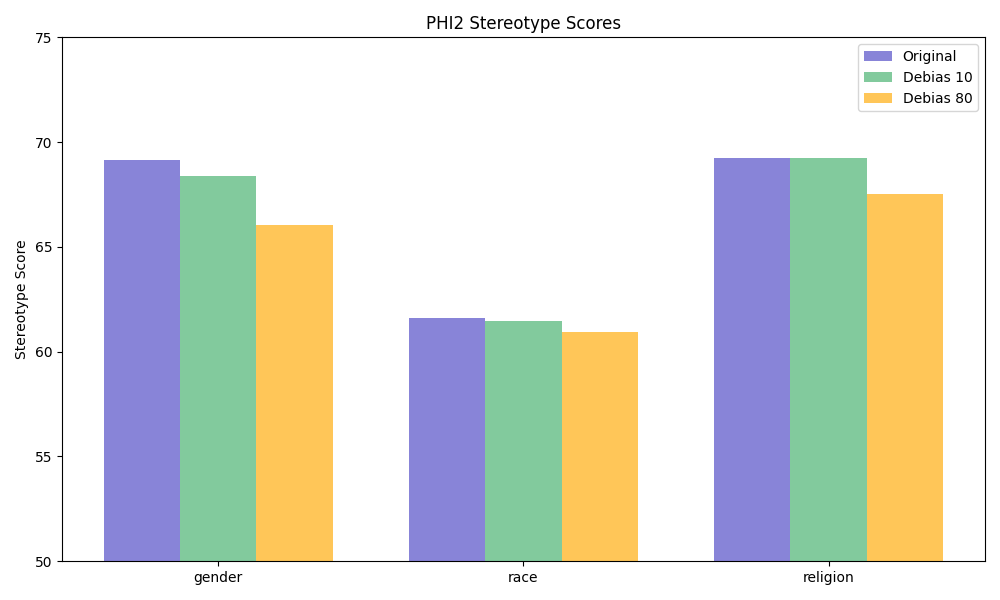 PHI2 Stereotype Scores
Original
Debias 10
Debias 80
Stereotype Score
75
70
65
60
55
50
gender race religion